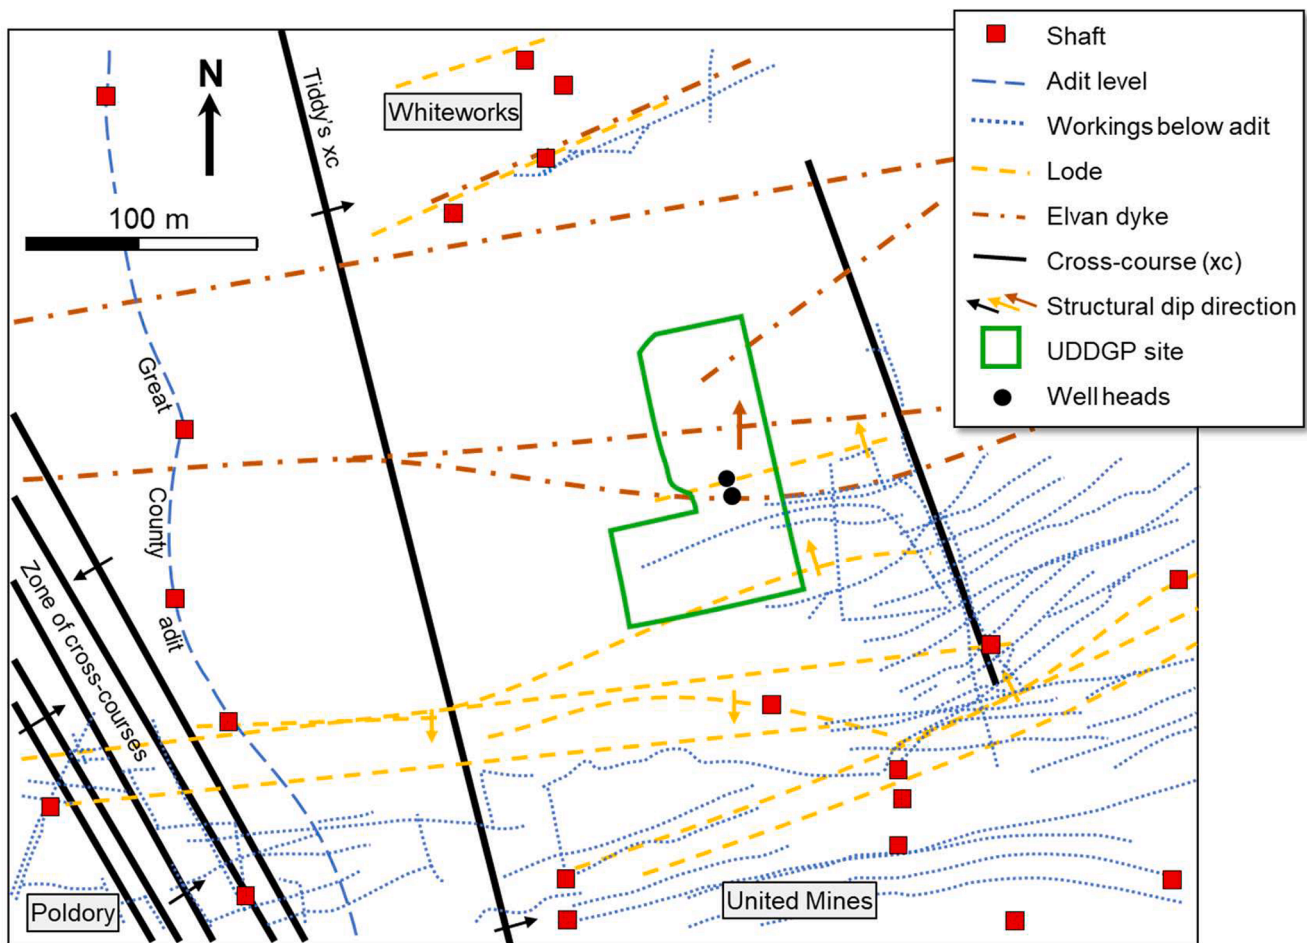 N
100 m
Whiteworks
Tiddy's xc
Great
County
adit
Zone of cross-courses
Poldory
United Mines
Shaft
Adit level
Workings below adit
Lode
Elvan dyke
Cross-course (xc)
Structural dip direction
UDDGP site
Well heads